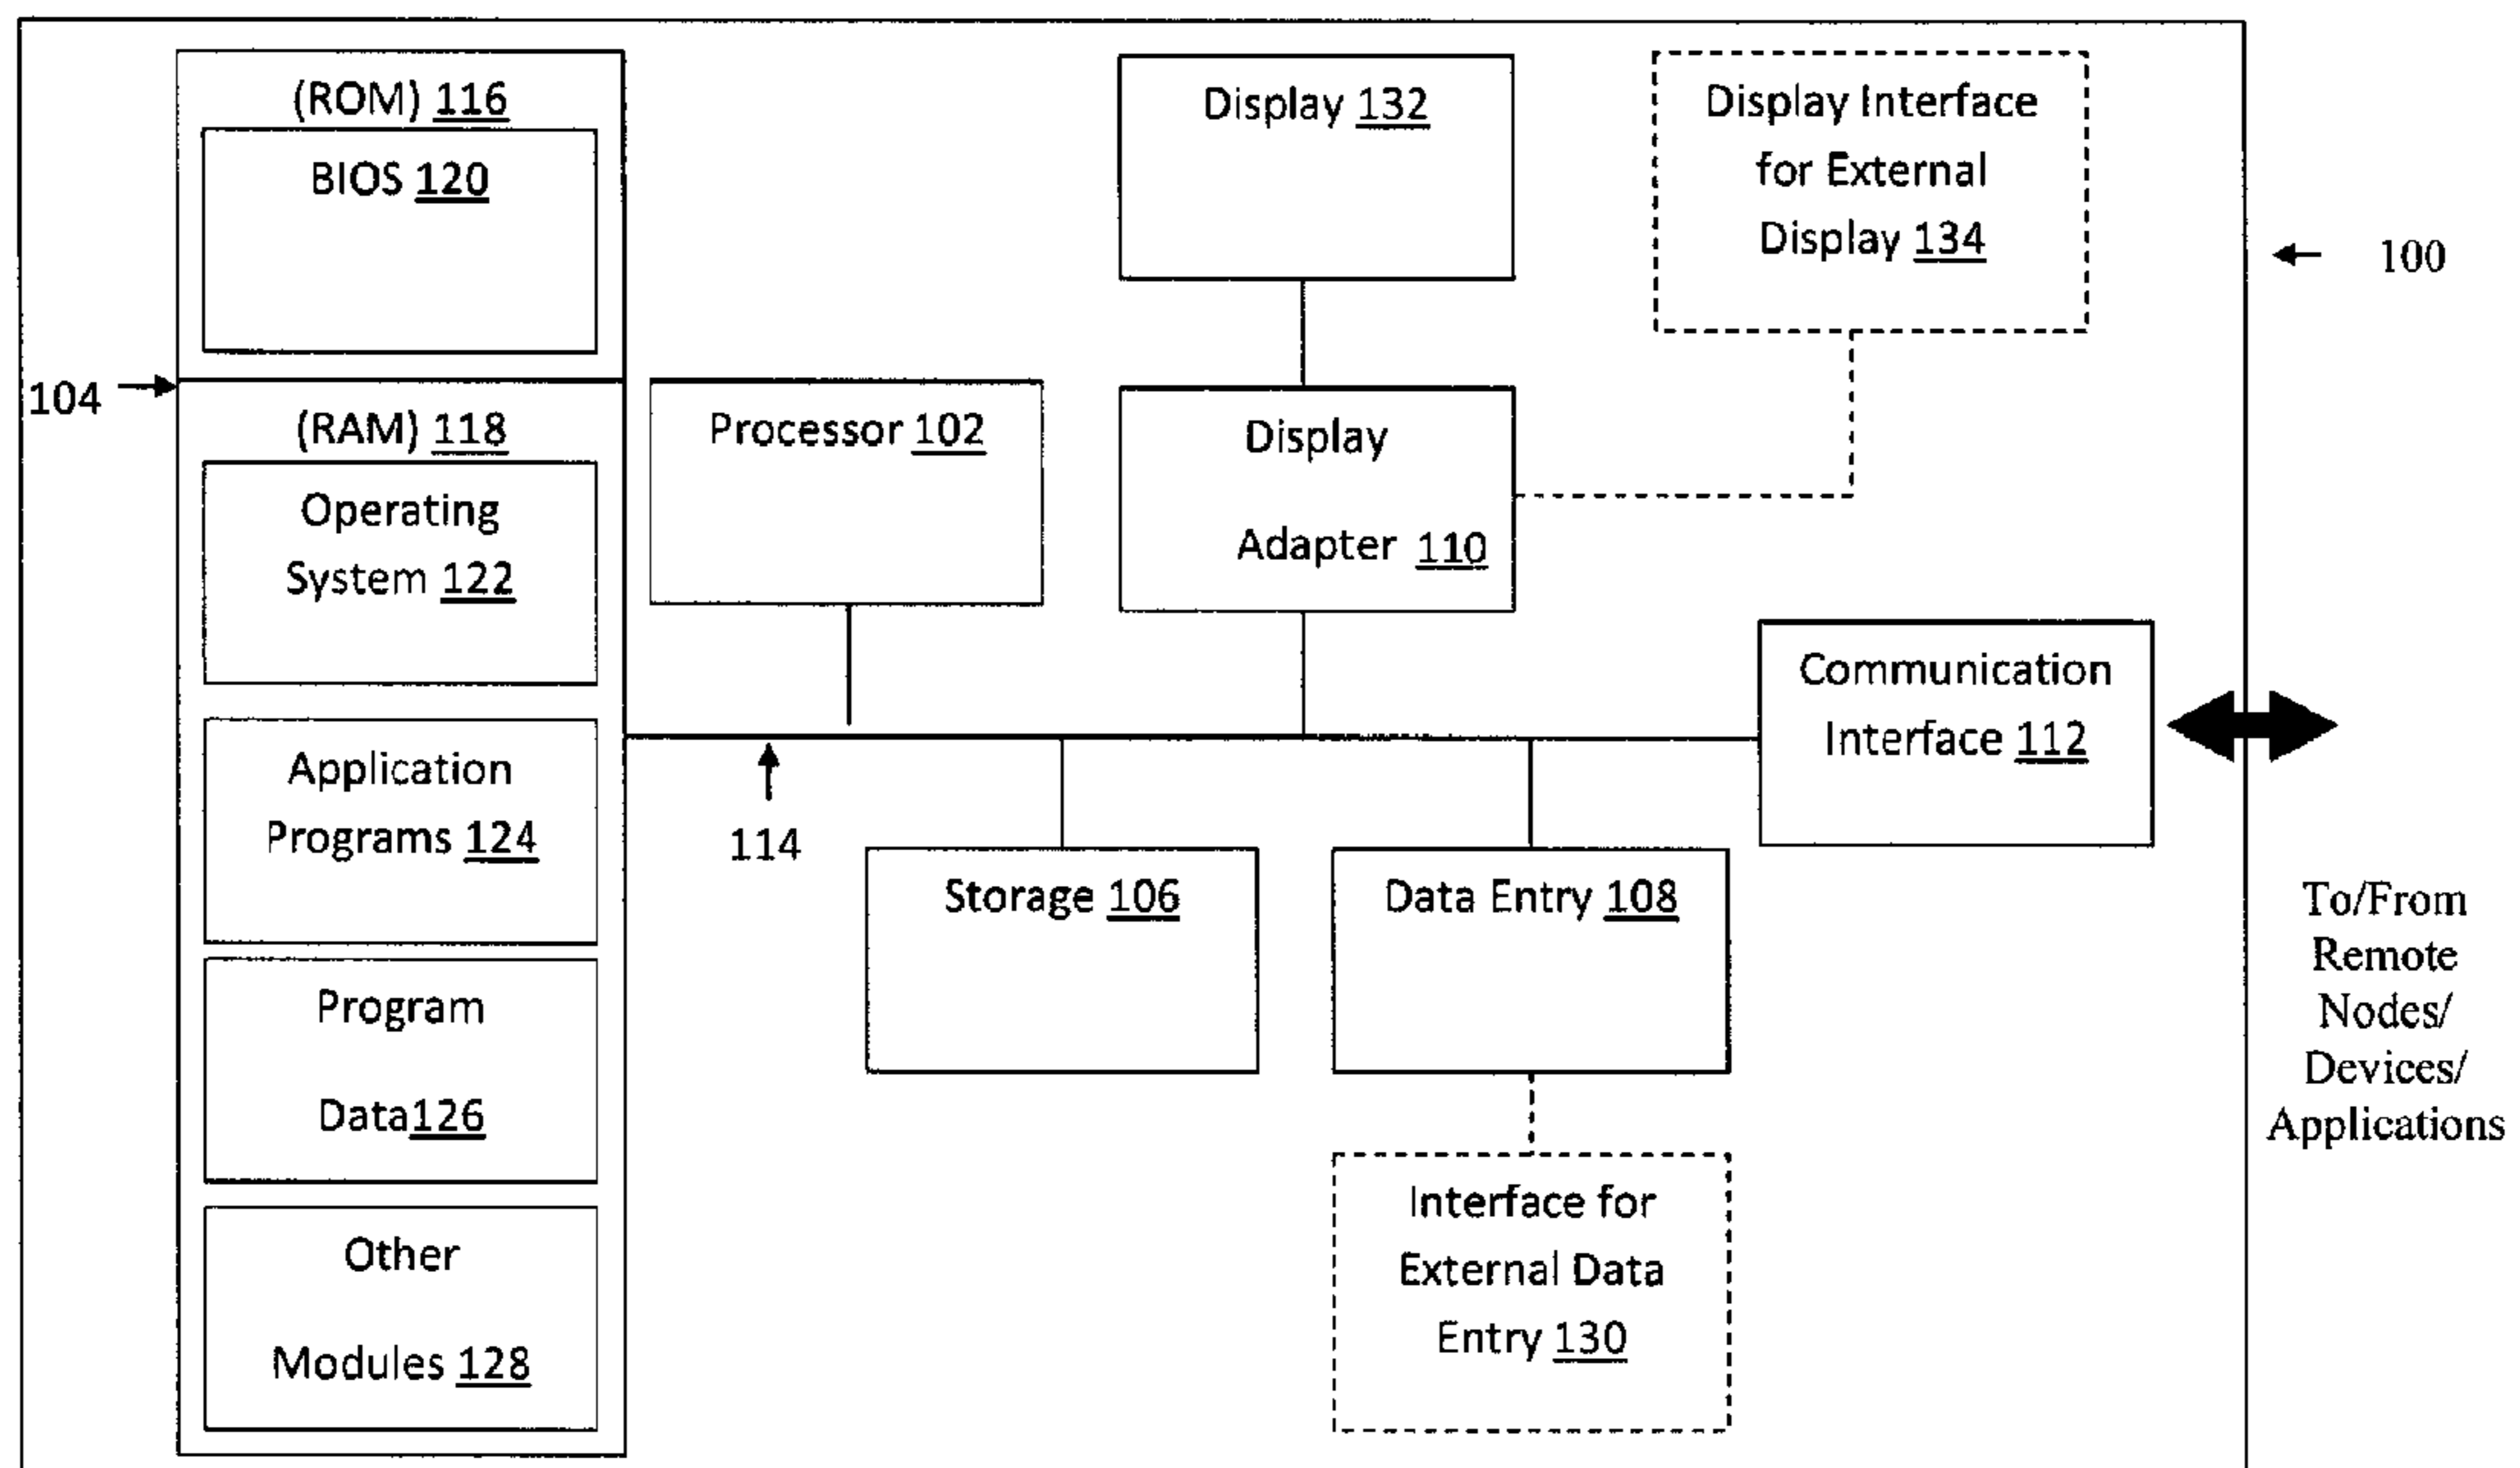 (ROM) 116
BIOS 120
104
(RAM) 118
Operating
System 122
Application
Programs 124
Program
Data126
Other
Modules 128
Processor 102
Display 132
Display Interface
for External
Display 134
Display
Adapter 110
100
Communication
Interface 112
114
Storage 106
Data Entry 108
Interface for
External Data
Entry 130
To/From
Remote
Nodes/
Devices/
Applications